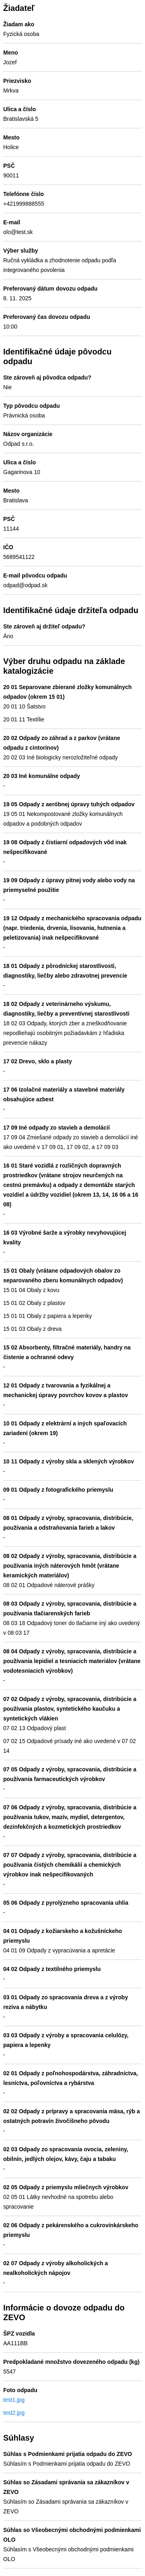 Žiadateľ
Žiadam ako
Fyzická osoba
Meno
Jozef
Priezvisko
Mrkva
Ulica a číslo
Bratislavská 5
Mesto
Holice
PSČ
90011
Telefónne číslo
+421999888555
E-mail
olo@test.sk
Výber služby
Ručná vykládka a zhodnotenie odpadu podľa
integrovaného povolenia
Preferovaný dátum dovozu odpadu
8. 11. 2025
Preferovaný čas dovozu odpadu
10:00
Identifikačné údaje pôvodcu
odpadu
Ste zároveň aj pôvodca odpadu?
Nie
Typ pôvodcu odpadu
Právnická osoba
Názov organizácie
Odpad s.r.o.
Ulica a číslo
Gagarinova 10
Mesto
Bratislava
PSČ
11144
IČO
5689541122
E-mail pôvodcu odpadu
odpad@odpad.sk
Identifikačné údaje držiteľa odpadu
Ste zároveň aj držiteľ odpadu?
Áno
Výber druhu odpadu na základe
katalogizácie
20 01 Separovane zbierané zložky komunálnych
odpadov (okrem 15 01)
20 01 10 Šatstvo
20 01 11 Textílie
20 02 Odpady zo záhrad a z parkov (vrátane
odpadu z cintorínov)
20 02 03 Iné biologicky nerozložiteľné odpady
20 03 Iné komunálne odpady
-
19 05 Odpady z aeróbnej úpravy tuhých odpadov
19 05 01 Nekompostované zložky komunálnych
odpadov a podobných odpadov
19 08 Odpady z čistiarní odpadových vôd inak
nešpecifikované
-
19 09 Odpady z úpravy pitnej vody alebo vody na
priemyselné použitie
-
19 12 Odpady z mechanického spracovania odpadu
(napr. triedenia, drvenia, lisovania, hutnenia a
peletizovania) inak nešpecifikované
-
18 01 Odpady z pôrodníckej starostlivosti,
diagnostiky, liečby alebo zdravotnej prevencie
-
18 02 Odpady z veterinárneho výskumu,
diagnostiky, liečby a preventívnej starostlivosti
18 02 03 Odpady, ktorých zber a zneškodňovanie
nepodliehajú osobitným požiadavkám z hľadiska
prevencie nákazy
17 02 Drevo, sklo a plasty
-
17 06 Izolačné materiály a stavebné materiály
obsahujúce azbest
-
17 09 Iné odpady zo stavieb a demolácií
17 09 04 Zmiešané odpady zo stavieb a demolácií iné
ako uvedené v 17 09 01, 17 09 02, a 17 09 03
16 01 Staré vozidlá z rozličných dopravných
prostriedkov (vrátane strojov neurčených na
cestnú premávku) a odpady z demontáže starých
vozidiel a údržby vozidiel (okrem 13, 14, 16 06 a 16
08)
-
16 03 Výrobné šarže a výrobky nevyhovujúcej
kvality
-
15 01 Obaly (vrátane odpadových obalov zo
separovaného zberu komunálnych odpadov)
15 01 04 Obaly z kovu
15 01 02 Obaly z plastov
15 01 01 Obaly z papiera a lepenky
15 01 03 Obaly z dreva
15 02 Absorbenty, filtračné materiály, handry na
čistenie a ochranné odevy
-
12 01 Odpady z tvarovania a fyzikálnej a
mechanickej úpravy povrchov kovov a plastov
-
10 01 Odpady z elektrární a iných spaľovacích
zariadení (okrem 19)
-
10 11 Odpady z výroby skla a sklených výrobkov
-
09 01 Odpady z fotografického priemyslu
-
08 01 Odpady z výroby, spracovania, distribúcie,
používania a odstraňovania farieb a lakov
-
08 02 Odpady z výroby, spracovania, distribúcie a
používania iných náterových hmôt (vrátane
keramických materiálov)
08 02 01 Odpadové náterové prášky
08 03 Odpady z výroby, spracovania, distribúcie a
používania tlačiarenských farieb
08 03 18 Odpadový toner do tlačiarne iný ako uvedený
v 08 03 17
08 04 Odpady z výroby, spracovania, distribúcie a
používania lepidiel a tesniacich materiálov (vrátane
vodotesniacich výrobkov)
-
07 02 Odpady z výroby, spracovania, distribúcie a
používania plastov, syntetického kaučuku a
syntetických vlákien
07 02 13 Odpadový plast
07 02 15 Odpadové prísady iné ako uvedené v 07 02
14
07 05 Odpady z výroby, spracovania, distribúcie a
používania farmaceutických výrobkov
-
07 06 Odpady z výroby, spracovania, distribúcie a
používania tukov, mazív, mydiel, detergentov,
dezinfekčných a kozmetických prostriedkov
-
07 07 Odpady z výroby, spracovania, distribúcie a
používania čistých chemikálií a chemických
výrobkov inak nešpecifikovaných
-
05 06 Odpady z pyrolýzneho spracovania uhlia
-
04 01 Odpady z kožiarskeho a kožušníckeho
priemyslu
04 01 09 Odpady z vypracúvania a apretácie
04 02 Odpady z textilného priemyslu
-
03 01 Odpady zo spracovania dreva a z výroby
reziva a nábytku
-
03 03 Odpady z výroby a spracovania celulózy,
papiera a lepenky
-
02 01 Odpady z poľnohospodárstva, záhradníctva,
lesníctva, poľovníctva a rybárstva
-
02 02 Odpady z prípravy a spracovania mäsa, rýb a
ostatných potravín živočíšneho pôvodu
-
02 03 Odpady zo spracovania ovocia, zeleniny,
obilnín, jedlých olejov, kávy, čaju a tabaku
-
02 05 Odpady z priemyslu mliečnych výrobkov
02 05 01 Látky nevhodné na spotrebu alebo
spracovanie
02 06 Odpady z pekárenského a cukrovinkárskeho
priemyslu
-
02 07 Odpady z výroby alkoholických a
nealkoholických nápojov
-
Informácie o dovoze odpadu do
ZEVO
ŠPZ vozidla
AA111BB
Predpokladané množstvo dovezeného odpadu (kg)
5547
Foto odpadu
test1.jpg
test2.jpg
Súhlasy
Súhlas s Podmienkami prijatia odpadu do ZEVO
Súhlasím s Podmienkami prijatia odpadu do ZEVO
Súhlas so Zásadami správania sa zákazníkov v
ZEVO
Súhlasím so Zásadami správania sa zákazníkov v
ZEVO
Súhlas so Všeobecnými obchodnými podmienkami
OLO
Súhlasím s Všeobecnými obchodnými podmienkami
OLO